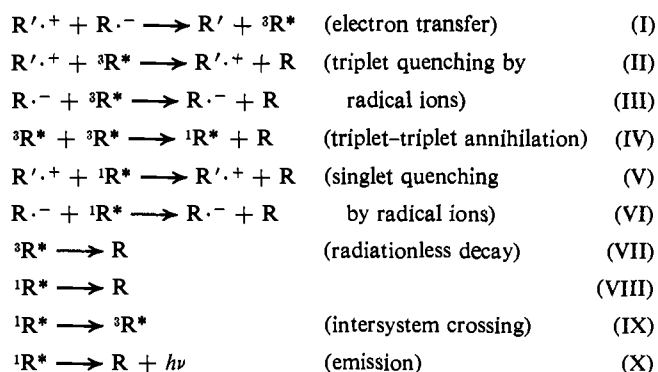 R′·⁺ + R·⁻ ⟶ R′ + ³R* (electron transfer) (I)
R′·⁺ + ³R* ⟶ R′·⁺ + R (triplet quenching by (II)
R·⁻ + ³R* ⟶ R·⁻ + R radical ions) (III)
³R* + ³R* ⟶ ¹R* + R (triplet–triplet annihilation) (IV)
R′·⁺ + ¹R* ⟶ R′·⁺ + R (singlet quenching (V)
R·⁻ + ¹R* ⟶ R·⁻ + R by radical ions) (VI)
³R* ⟶ R (radiationless decay) (VII)
¹R* ⟶ R (VIII)
¹R* ⟶ ³R* (intersystem crossing) (IX)
¹R* ⟶ R + hν (emission) (X)